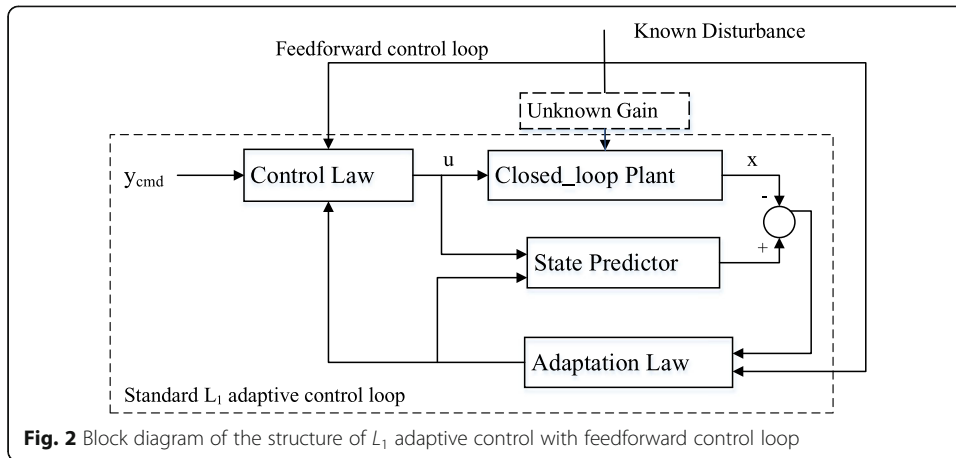 Known Disturbance
Feedforward control loop
Unknown Gain
y_cmd
Control Law
u
Closed_loop Plant
x
-
+
State Predictor
Adaptation Law
Standard L₁ adaptive control loop
Fig. 2 Block diagram of the structure of L₁ adaptive control with feedforward control loop